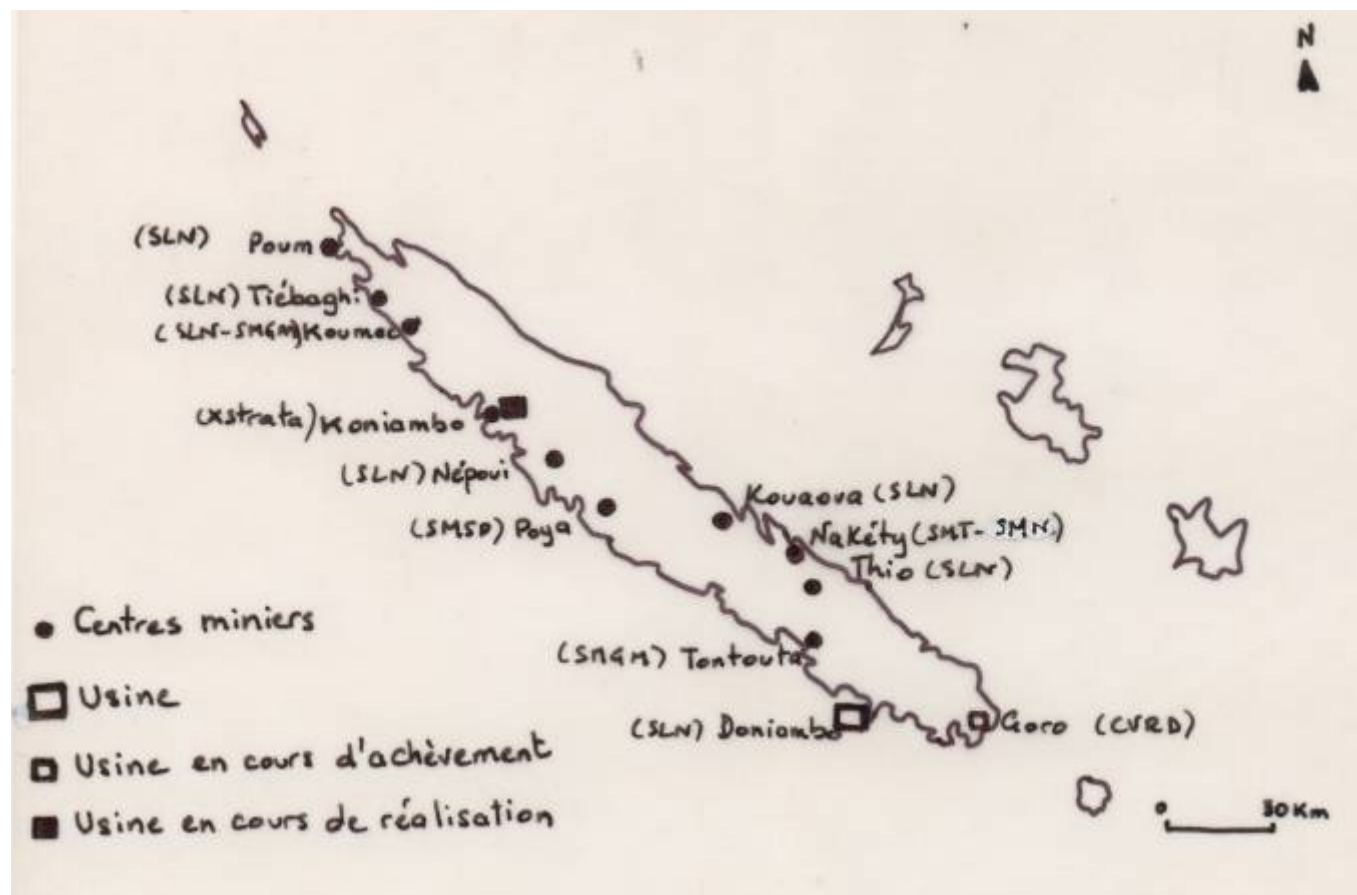 N
(SLN) Poum
(SLN) Tiébaghi
(SLN-SMGM) Koumac
(Xstrata) Koniambo
(SLN) Népoui
(SMSP) Poya
Kouaoua (SLN)
Nakéty (SMT-SMN)
Thio (SLN)
(SMGM) Tontouta
(SLN) Doniambo
Goro (CVRD)
Centres miniers
Usine
Usine en cours d'achèvement
Usine en cours de réalisation
0 50 Km